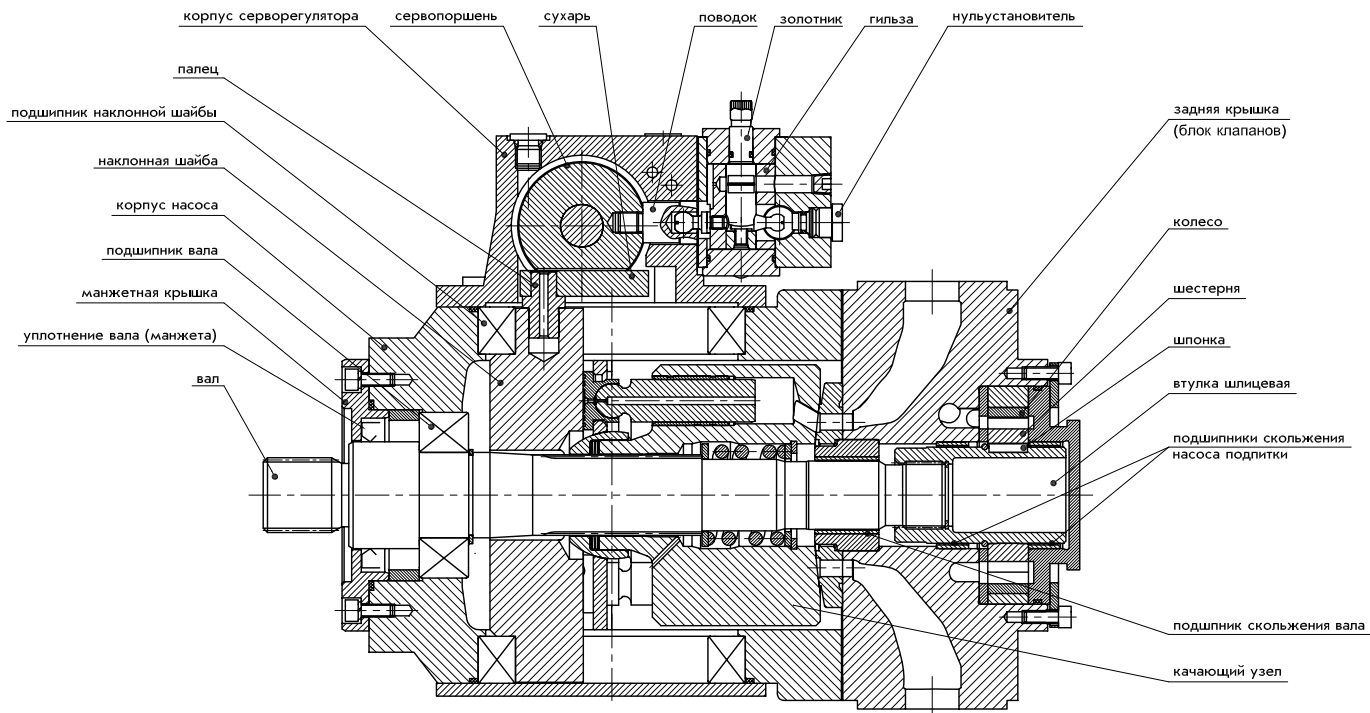 корпус серворегулятора
сервопоршень
сухарь
поводок
золотник
гильза
нульустановитель
палец
подшипник наклонной шайбы
наклонная шайба
корпус насоса
подшипник вала
манжетная крышка
уплотнение вала (манжета)
вал
задняя крышка
(блок клапанов)
колесо
шестерня
шпонка
втулка шлицевая
подшипники скольжения
насоса подпитки
подшпник скольжения вала
качающий узел